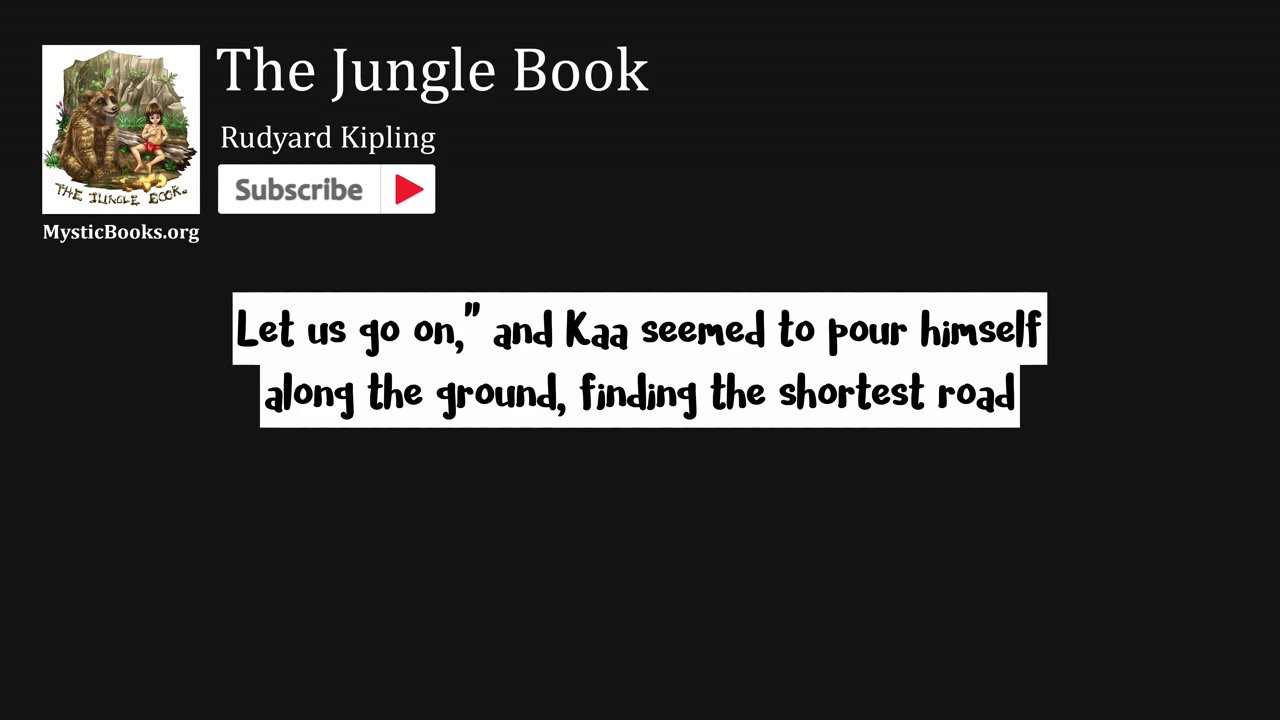 The Jungle Book
Rudyard Kipling
Subscribe
THE JUNGLE BOOK.
MysticBooks.org
Let us go on,” and Kaa seemed to pour himself
along the ground, finding the shortest road